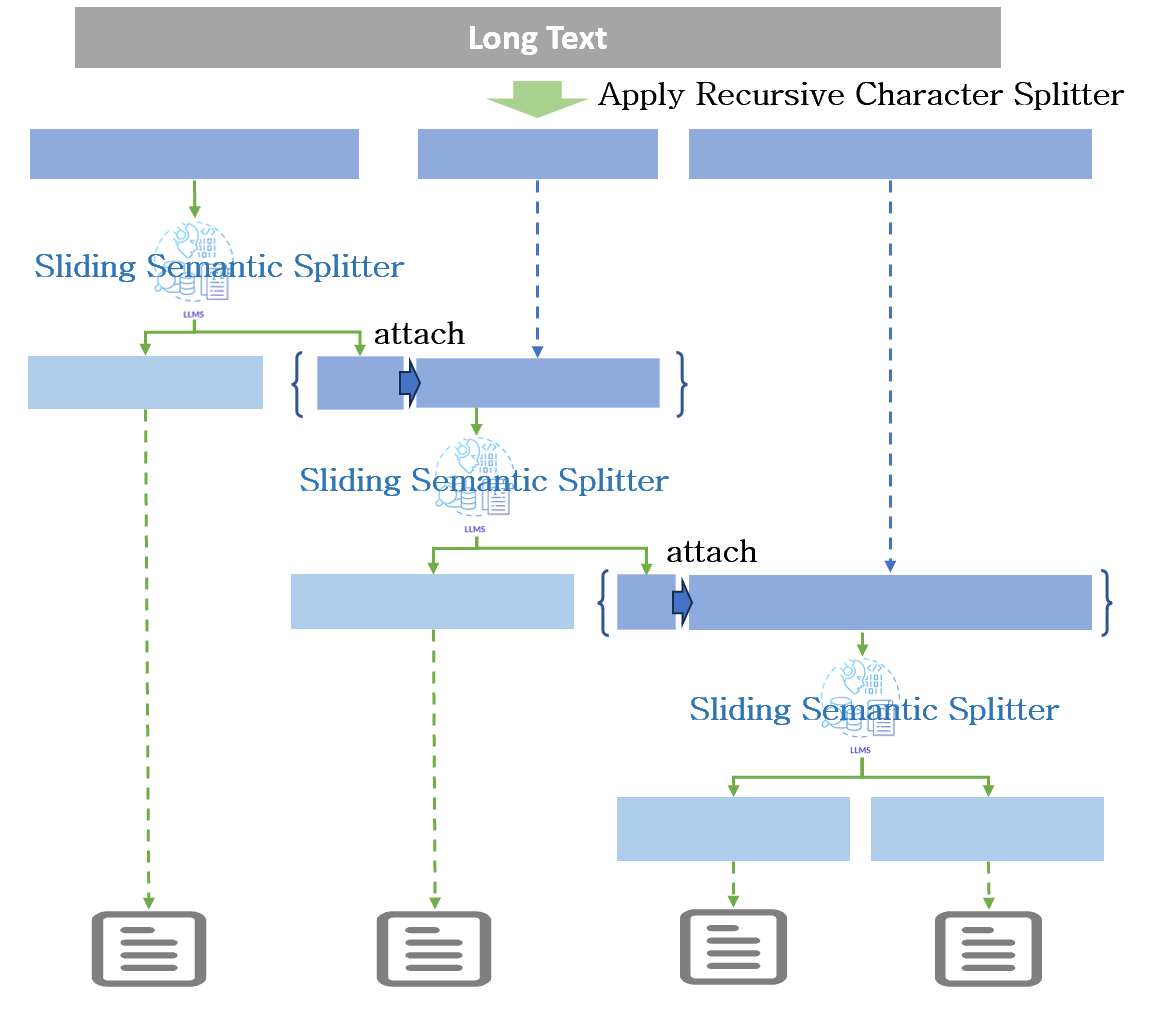 Long Text
Apply Recursive Character Splitter
Sliding Semantic Splitter
LLMS
attach
Sliding Semantic Splitter
LLMS
attach
Sliding Semantic Splitter
LLMS